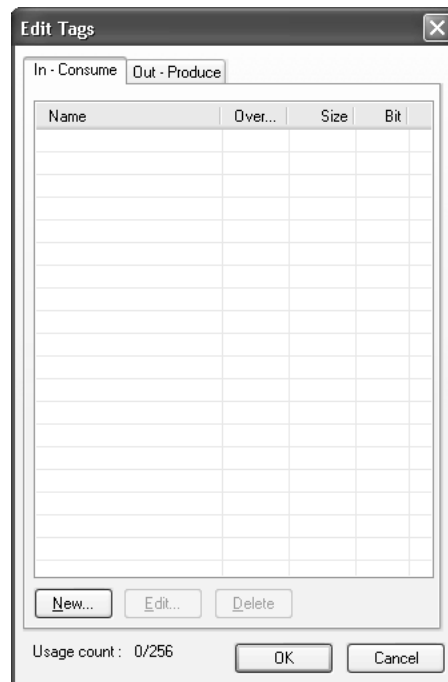 Edit Tags
In - Consume Out - Produce
Name Over... Size Bit
New... Edit... Delete
Usage count : 0/256 OK Cancel